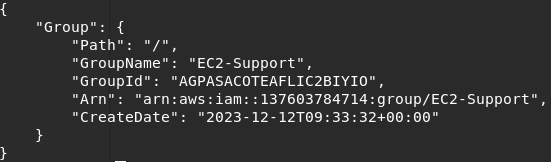 {
    "Group": {
        "Path": "/",
        "GroupName": "EC2-Support",
        "GroupId": "AGPASACOTEAFLIC2BIYIO",
        "Arn": "arn:aws:iam::137603784714:group/EC2-Support",
        "CreateDate": "2023-12-12T09:33:32+00:00"
    }
}